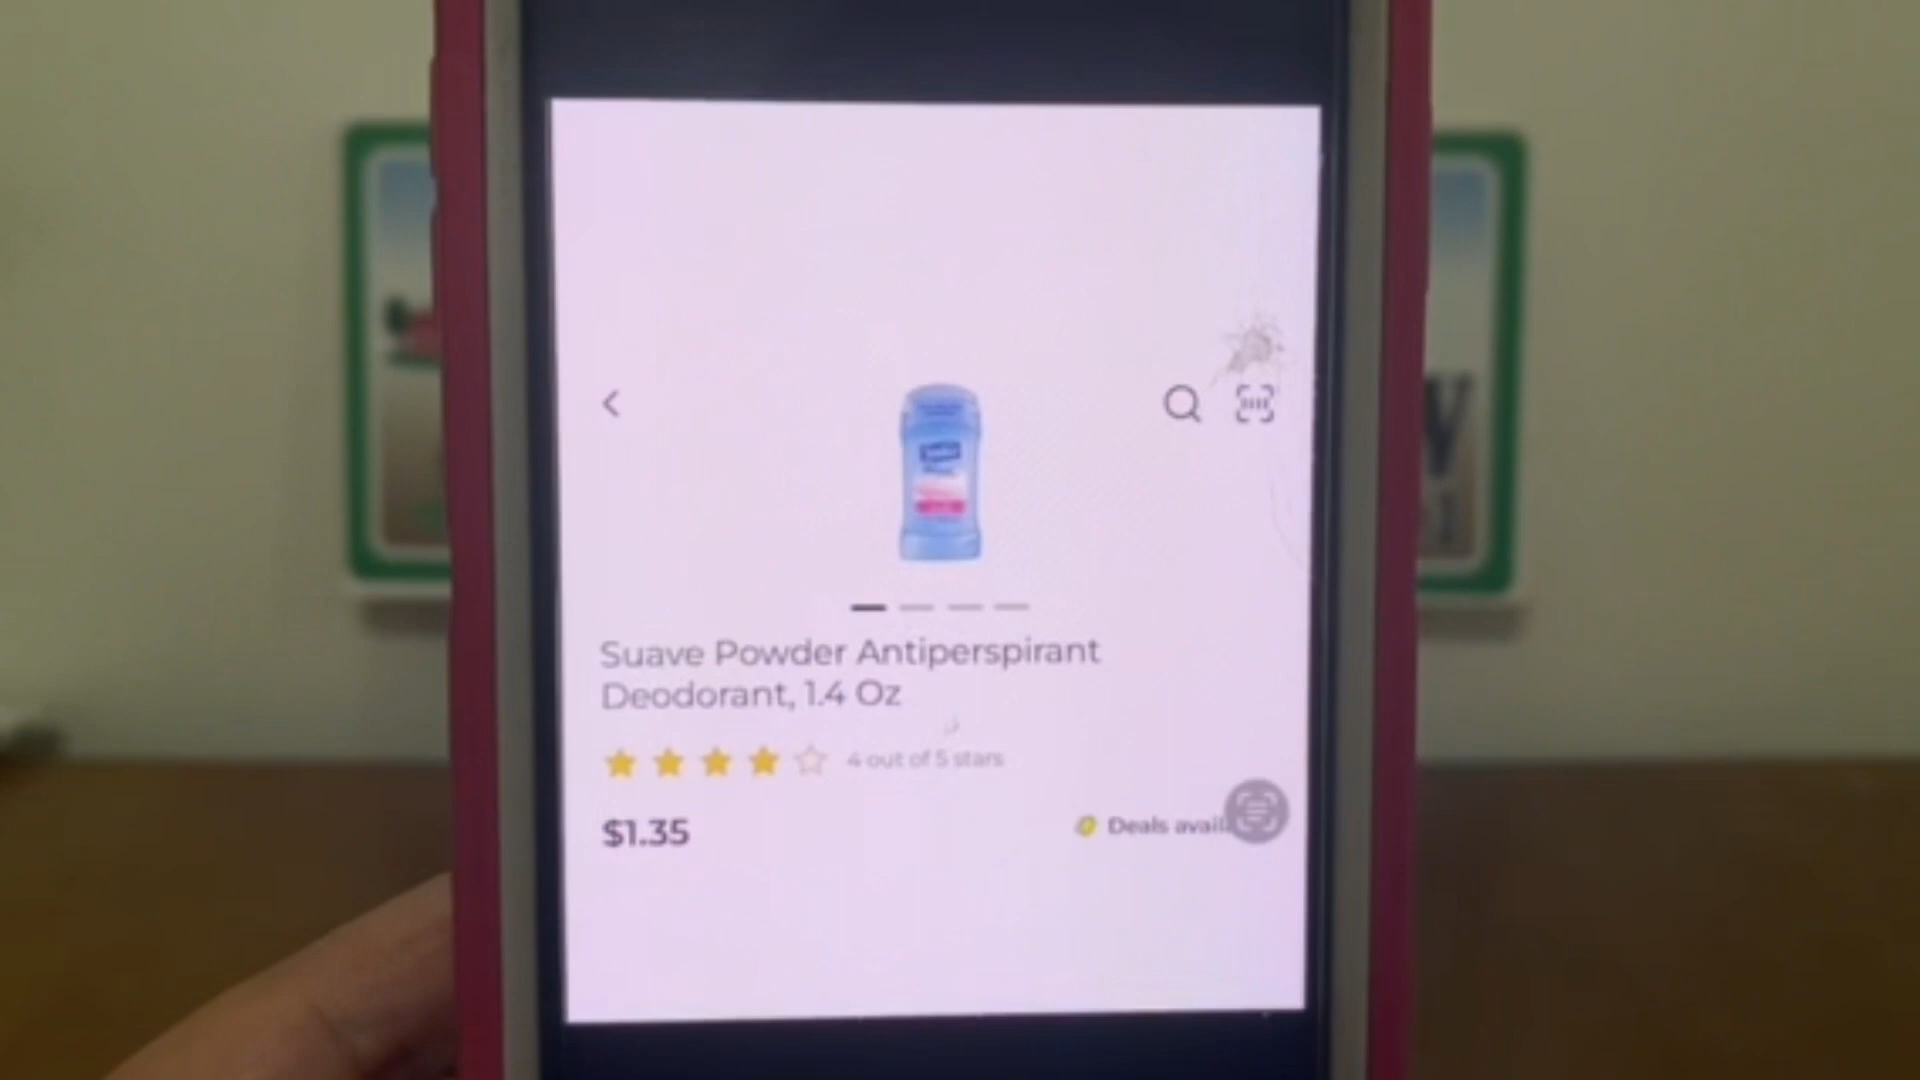 Suave Powder Antiperspirant
Deodorant, 1.4 Oz
4 out of 5 stars
$1.35
Deals avail